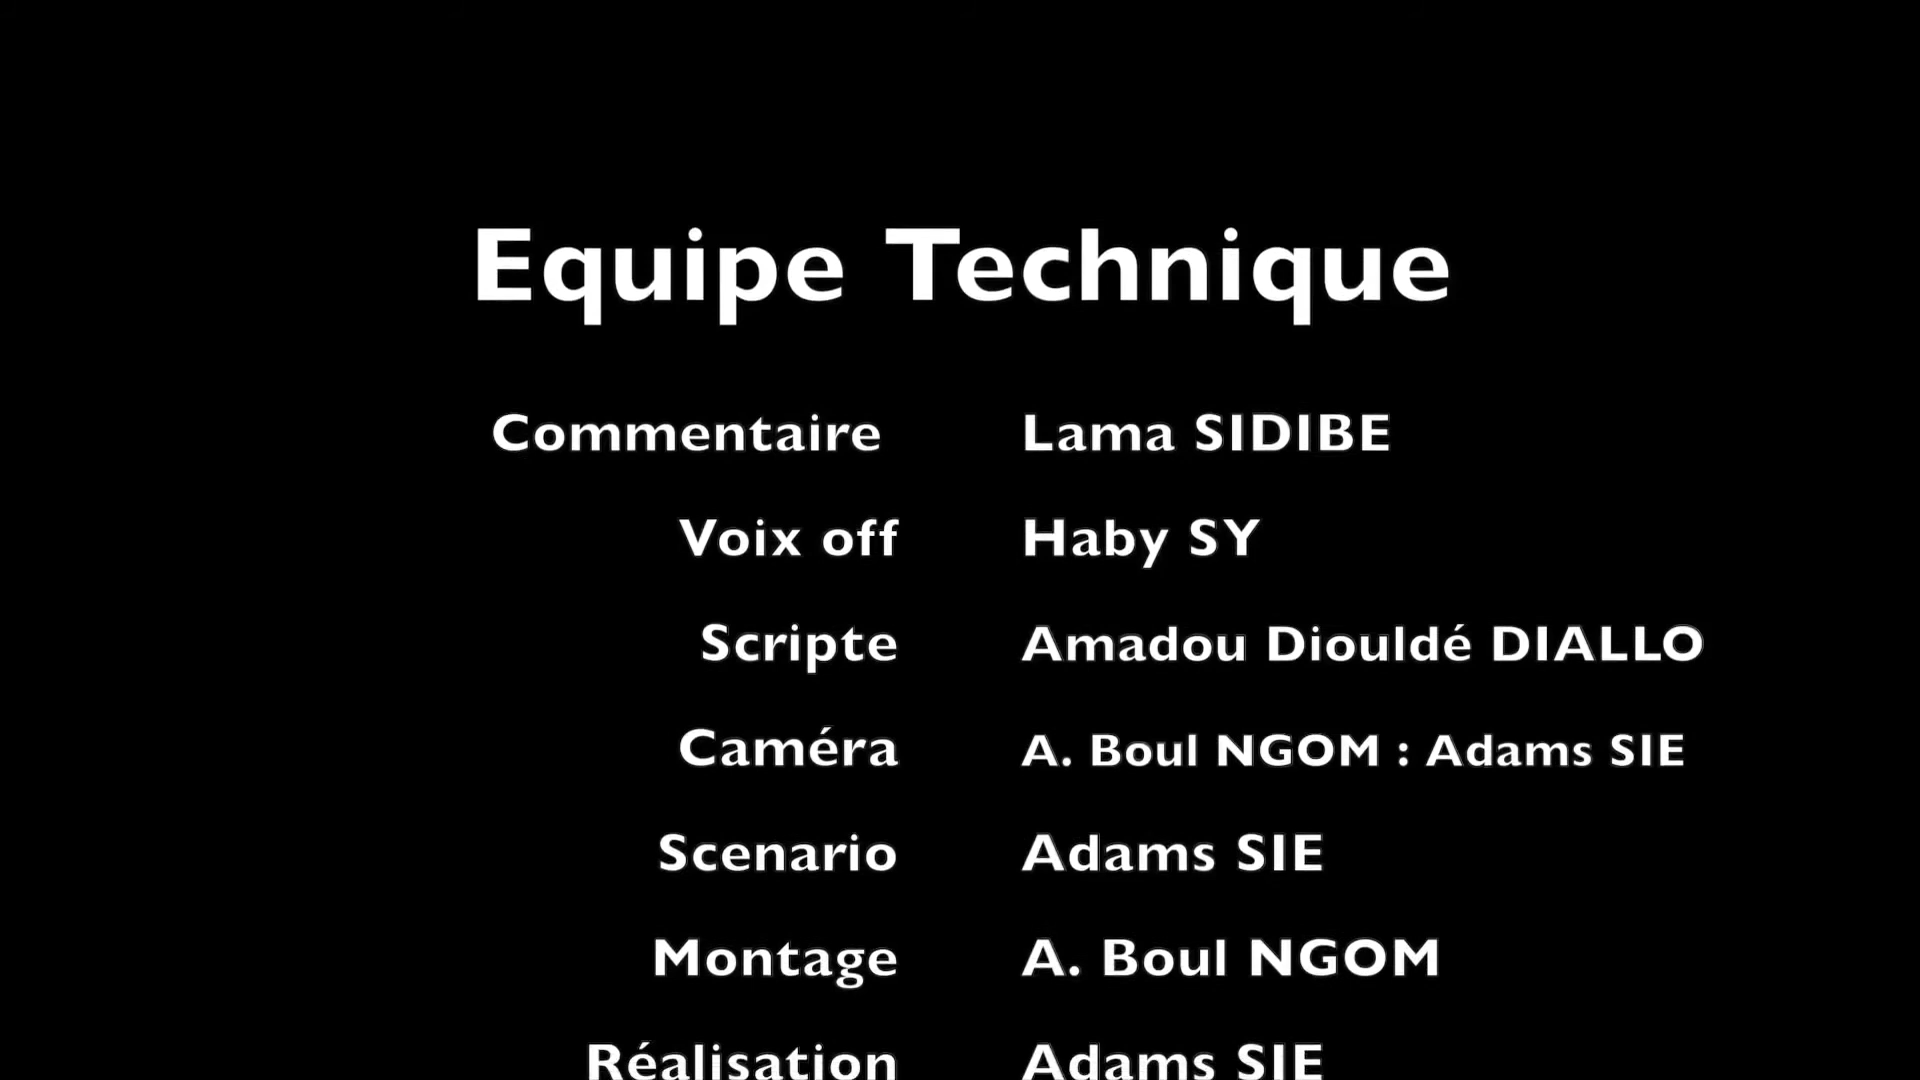 Equipe Technique
Commentaire Lama SIDIBE
Voix off Haby SY
Scripte Amadou Diouldé DIALLO
Caméra A. Boul NGOM : Adams SIE
Scenario Adams SIE
Montage A. Boul NGOM
Réalisation Adams SIE